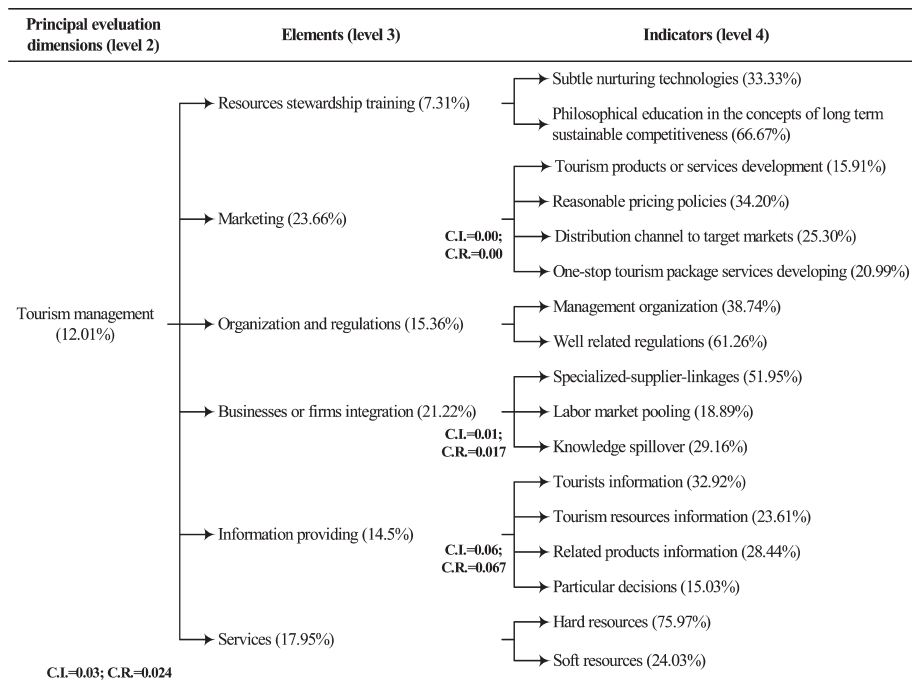 Principal eveluation
dimensions (level 2)
Elements (level 3)
Indicators (level 4)
Tourism management
(12.01%)
C.I.=0.03; C.R.=0.024
Resources stewardship training (7.31%)
Subtle nurturing technologies (33.33%)
Philosophical education in the concepts of long term
sustainable competitiveness (66.67%)
Marketing (23.66%)
C.I.=0.00;
C.R.=0.00
Tourism products or services development (15.91%)
Reasonable pricing policies (34.20%)
Distribution channel to target markets (25.30%)
One-stop tourism package services developing (20.99%)
Organization and regulations (15.36%)
Management organization (38.74%)
Well related regulations (61.26%)
Businesses or firms integration (21.22%)
C.I.=0.01;
C.R.=0.017
Specialized-supplier-linkages (51.95%)
Labor market pooling (18.89%)
Knowledge spillover (29.16%)
Information providing (14.5%)
C.I.=0.06;
C.R.=0.067
Tourists information (32.92%)
Tourism resources information (23.61%)
Related products information (28.44%)
Particular decisions (15.03%)
Services (17.95%)
Hard resources (75.97%)
Soft resources (24.03%)